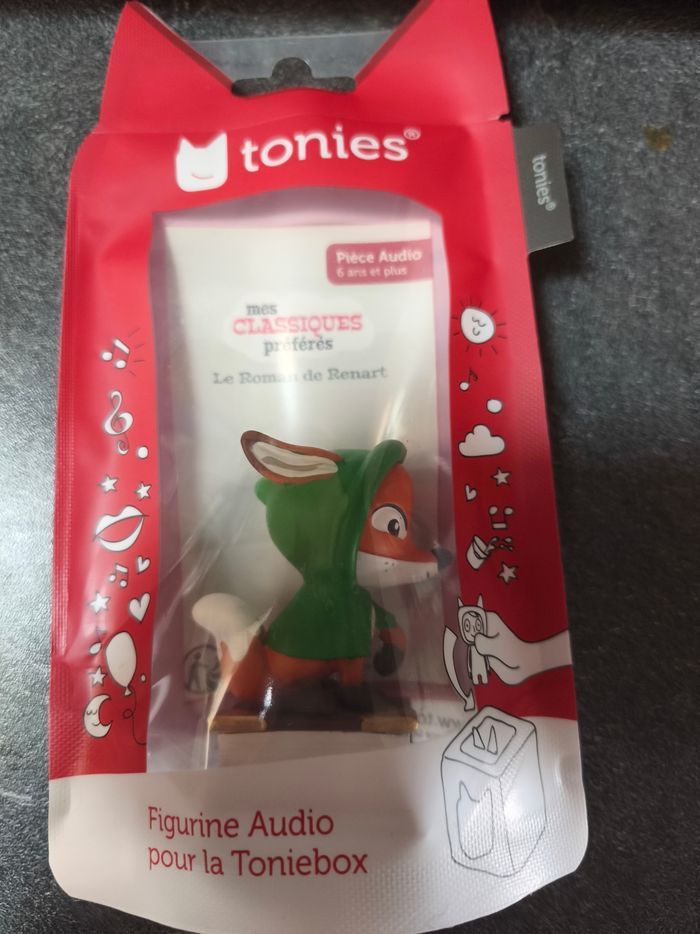 tonies®
tonies®
Pièce Audio
6 ans et plus
mes
CLASSIQUES
préférés
Le Roman de Renart
Figurine Audio
pour la Toniebox